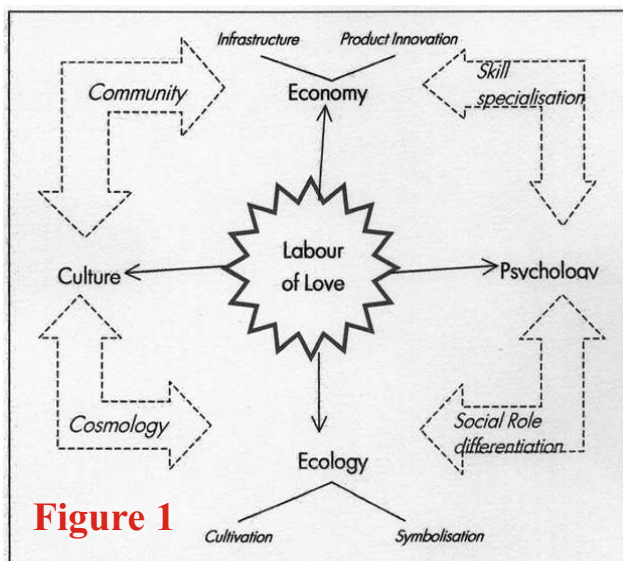 Infrastructure
Product Innovation
Community
Economy
Skill
specialisation
Labour
of Love
Culture
Psychology
Cosmology
Social Role
differentiation
Ecology
Figure 1
Cultivation
Symbolisation